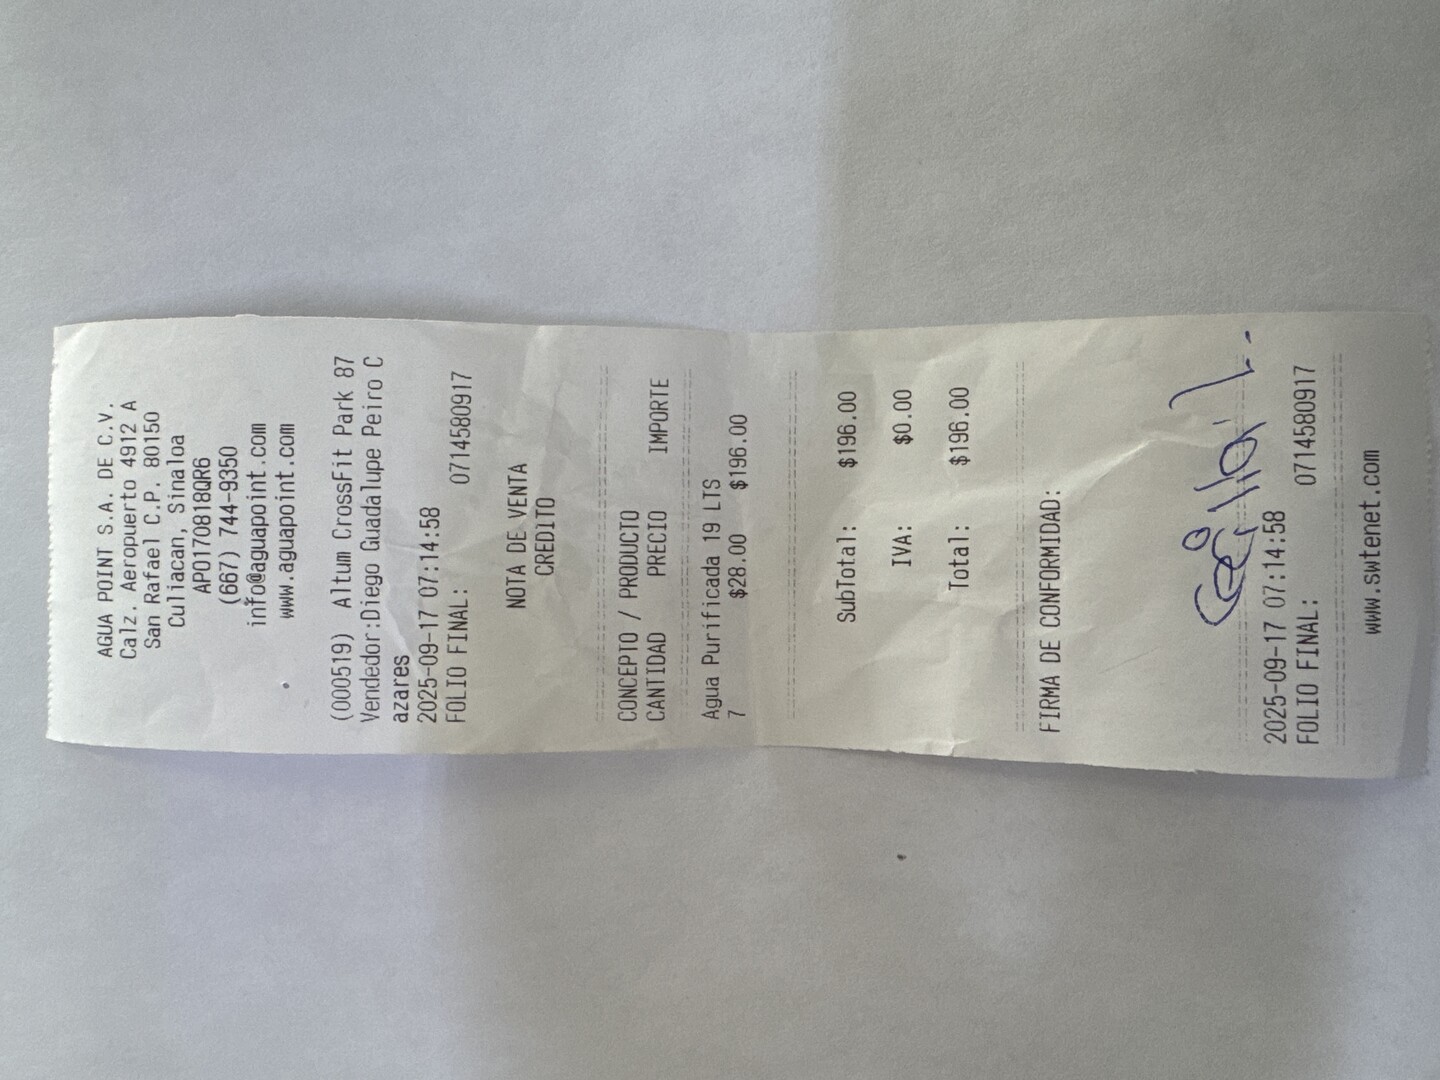 AGUA POINT S.A. DE C.V.
Calz. Aeropuerto 4912 A
San Rafael C.P. 80150
Culiacan, Sinaloa
APO170818QR6
(667) 744-9350
info@aguapoint.com
www.aguapoint.com
(000519) Altum CrossFit Park 87
Vendedor:Diego Guadalupe Peiro C
azares
2025-09-17 07:14:58
FOLIO FINAL: 0714580917
NOTA DE VENTA
CREDITO
CONCEPTO / PRODUCTO
CANTIDAD PRECIO IMPORTE
Agua Purificada 19 LTS
7 $28.00 $196.00
SubTotal: $196.00
IVA: $0.00
Total: $196.00
FIRMA DE CONFORMIDAD:
2025-09-17 07:14:58
FOLIO FINAL: 0714580917
www.swtenet.com